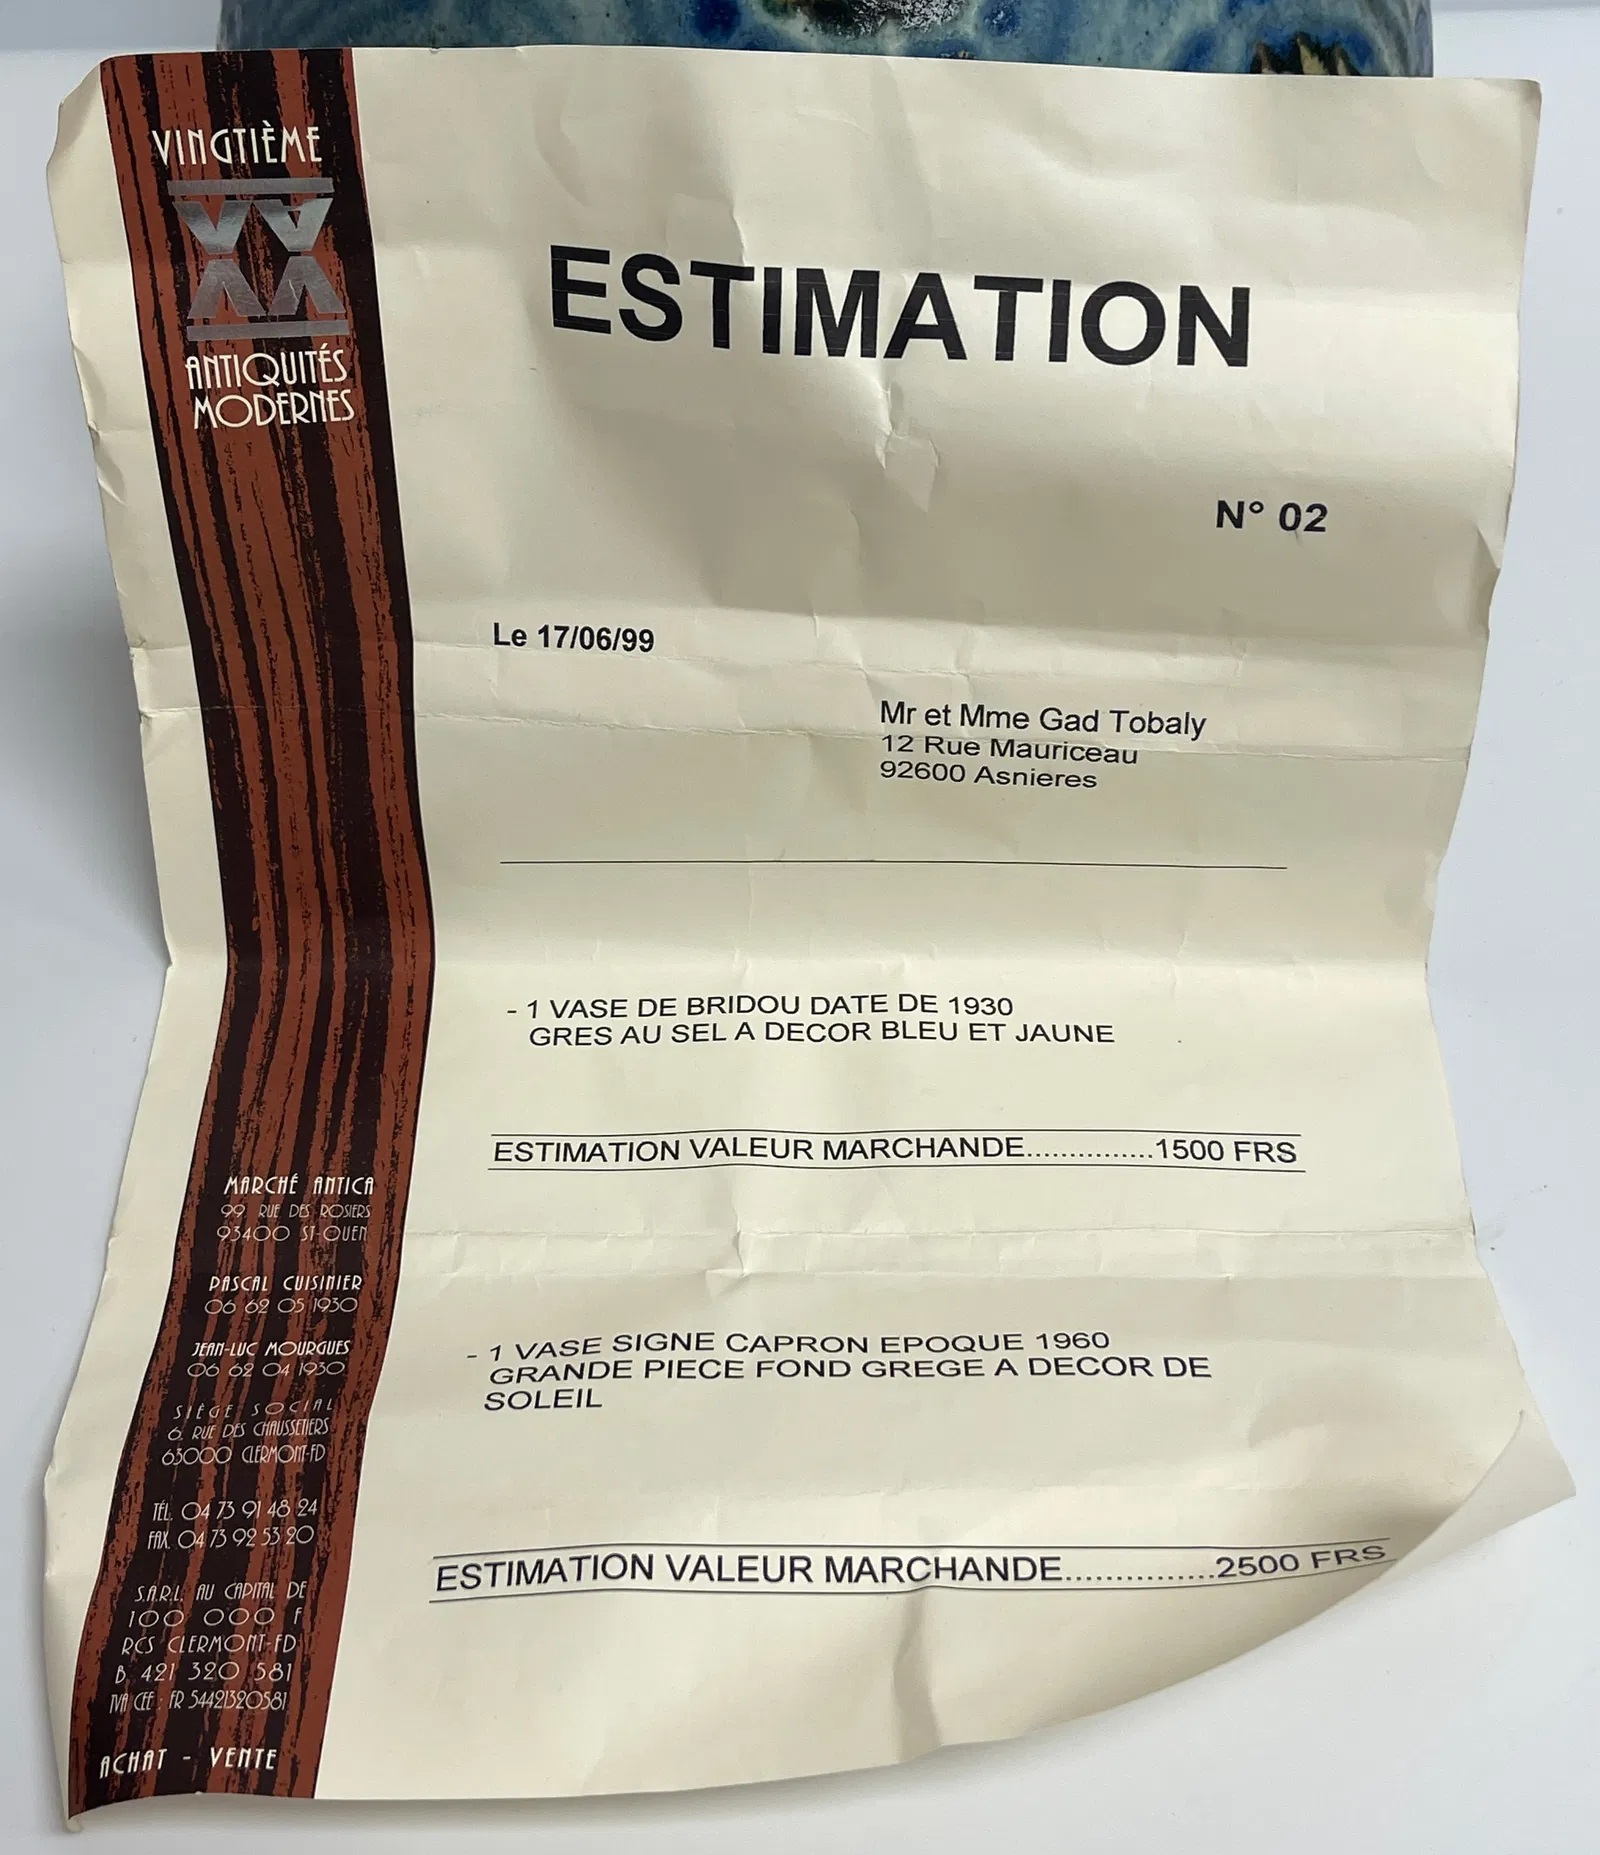 VINGTIÈME
ANTIQUITÉS
MODERNES
ESTIMATION
N° 02
Le 17/06/99
Mr et Mme Gad Tobaly
12 Rue Mauriceau
92600 Asnieres
- 1 VASE DE BRIDOU DATE DE 1930
GRES AU SEL A DECOR BLEU ET JAUNE
ESTIMATION VALEUR MARCHANDE...............1500 FRS
- 1 VASE SIGNE CAPRON EPOQUE 1960
GRANDE PIECE FOND GREGE A DECOR DE
SOLEIL
ESTIMATION VALEUR MARCHANDE...............2500 FRS
MARCHÉ ANTICA
99 RUE DES ROSIERS
93400 ST-OUEN
PASCAL CUISINIER
06 62 05 1930
JEAN-LUC MOURGUES
06 62 04 1930
SIÈGE SOCIAL
6, RUE DES CHAUSSETIERS
63000 CLERMONT-FD
TÉL. 04 73 91 48 24
FAX. 04 73 92 53 20
S.A.R.L. AU CAPITAL DE
100 000 F
RCS CLERMONT-FD
B 421 320 581
TVA CEE : FR 54421320581
ACHAT - VENTE